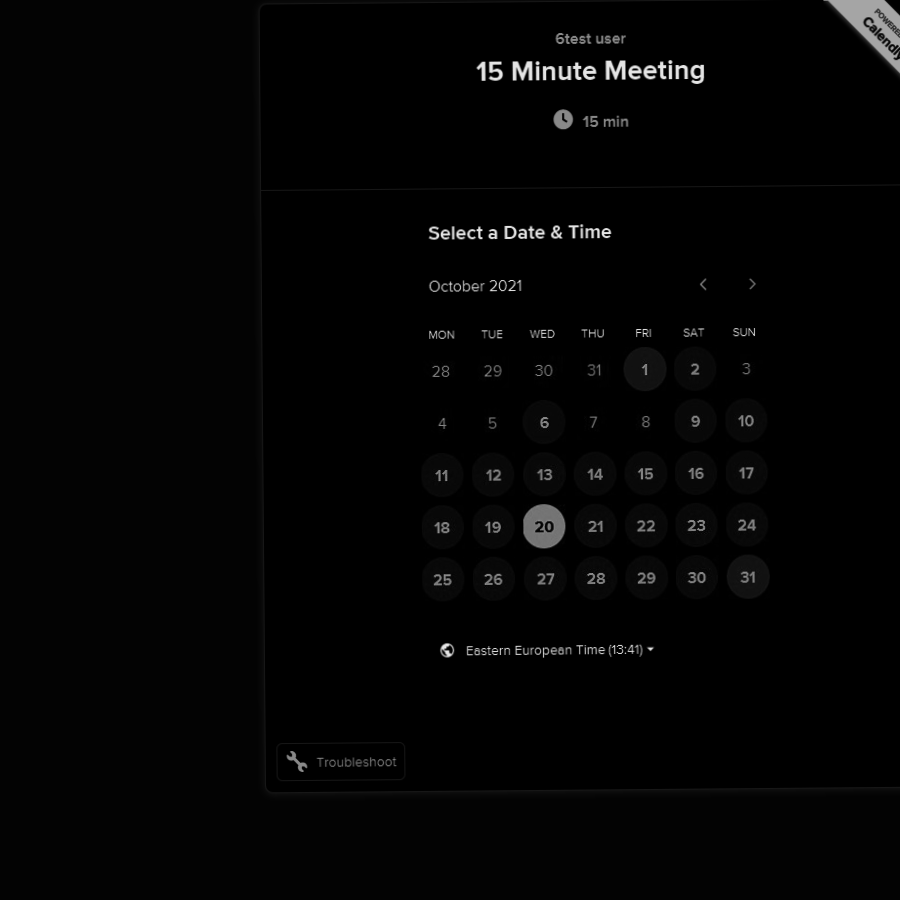 6test user
15 Minute Meeting
15 min
POWERED
Calendly
Select a Date & Time
October 2021
MON TUE WED THU FRI SAT SUN
28 29 30 31 1 2 3
4 5 6 7 8 9 10
11 12 13 14 15 16 17
18 19 20 21 22 23 24
25 26 27 28 29 30 31
Eastern European Time (13:41)
Troubleshoot